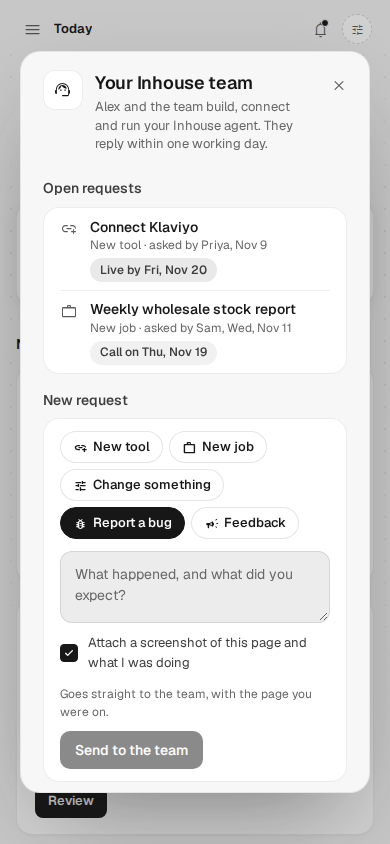 Today
Your Inhouse team
Alex and the team build, connect
and run your Inhouse agent. They
reply within one working day.
Open requests
Connect Klaviyo
New tool · asked by Priya, Nov 9
Live by Fri, Nov 20
Weekly wholesale stock report
New job · asked by Sam, Wed, Nov 11
Call on Thu, Nov 19
New request
New tool
New job
Change something
Report a bug
Feedback
What happened, and what did you
expect?
Attach a screenshot of this page and
what I was doing
Goes straight to the team, with the page you
were on.
Send to the team
Review